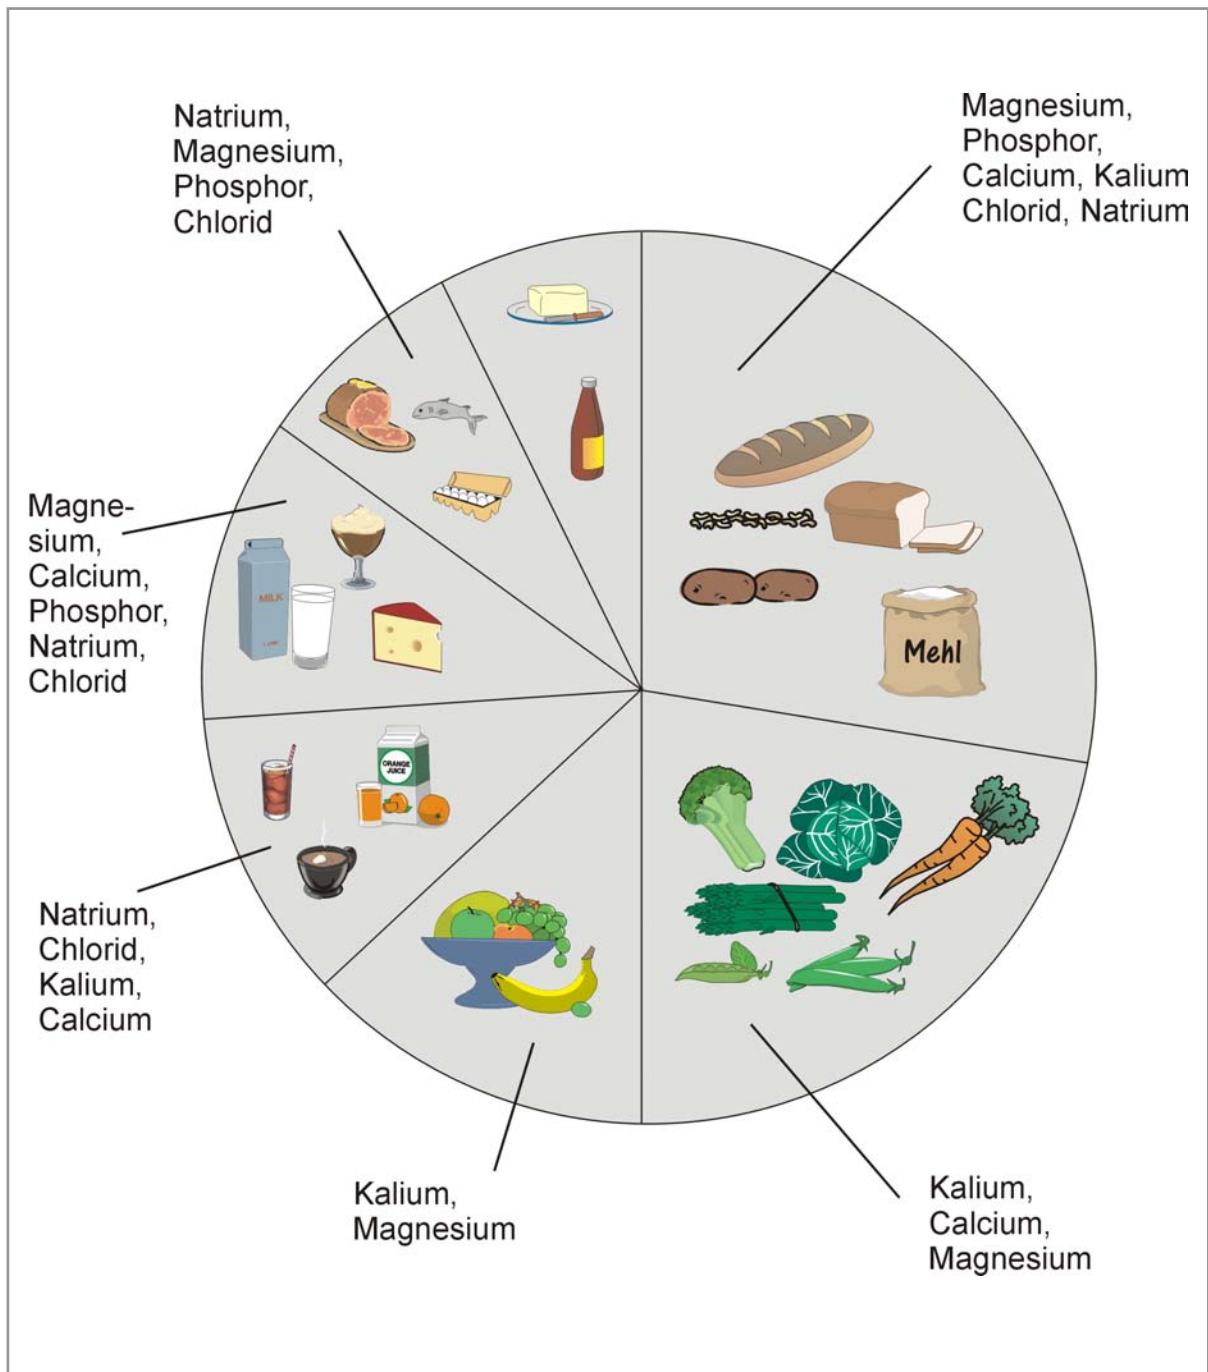 Natrium,
Magnesium,
Phosphor,
Chlorid
Magnesium,
Phosphor,
Calcium, Kalium
Chlorid, Natrium
Magne-
sium,
Calcium,
Phosphor,
Natrium,
Chlorid
MILK
Mehl
ORANGE
JUICE
Natrium,
Chlorid,
Kalium,
Calcium
Kalium,
Magnesium
Kalium,
Calcium,
Magnesium